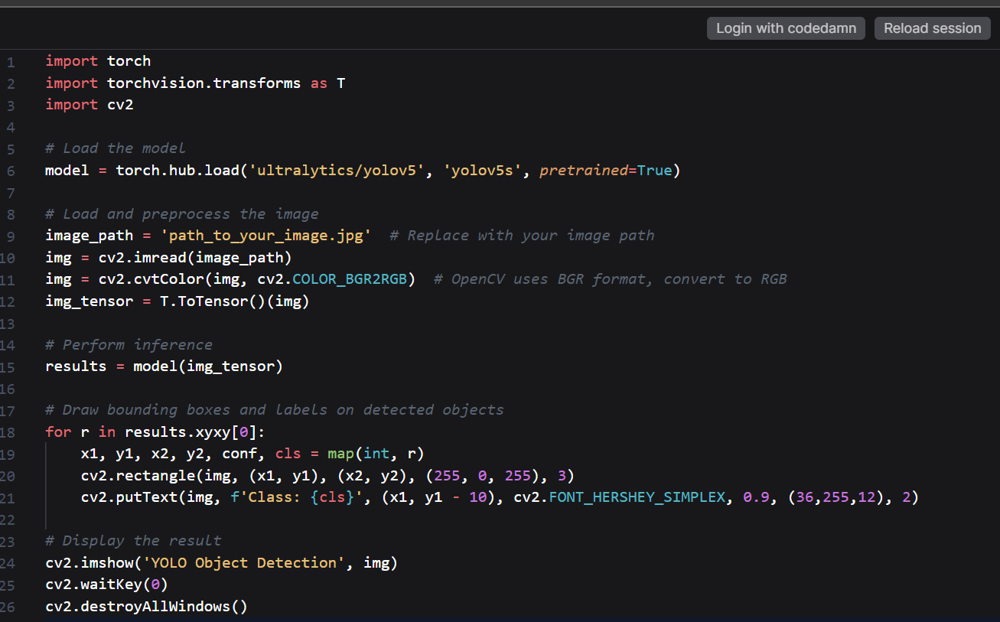 Login with codedamn Reload session
1 import torch
2 import torchvision.transforms as T
3 import cv2
4
5 # Load the model
6 model = torch.hub.load('ultralytics/yolov5', 'yolov5s', pretrained=True)
7
8 # Load and preprocess the image
9 image_path = 'path_to_your_image.jpg'  # Replace with your image path
10 img = cv2.imread(image_path)
11 img = cv2.cvtColor(img, cv2.COLOR_BGR2RGB)  # OpenCV uses BGR format, convert to RGB
12 img_tensor = T.ToTensor()(img)
13
14 # Perform inference
15 results = model(img_tensor)
16
17 # Draw bounding boxes and labels on detected objects
18 for r in results.xyxy[0]:
19     x1, y1, x2, y2, conf, cls = map(int, r)
20     cv2.rectangle(img, (x1, y1), (x2, y2), (255, 0, 255), 3)
21     cv2.putText(img, f'Class: {cls}', (x1, y1 - 10), cv2.FONT_HERSHEY_SIMPLEX, 0.9, (36,255,12), 2)
22
23 # Display the result
24 cv2.imshow('YOLO Object Detection', img)
25 cv2.waitKey(0)
26 cv2.destroyAllWindows()